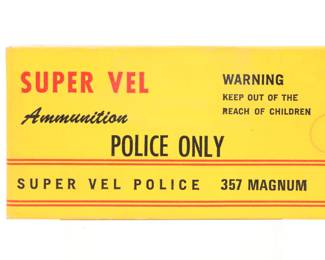 SUPER VEL
Ammunition
POLICE ONLY
WARNING
KEEP OUT OF THE
REACH OF CHILDREN
SUPER VEL POLICE 357 MAGNUM